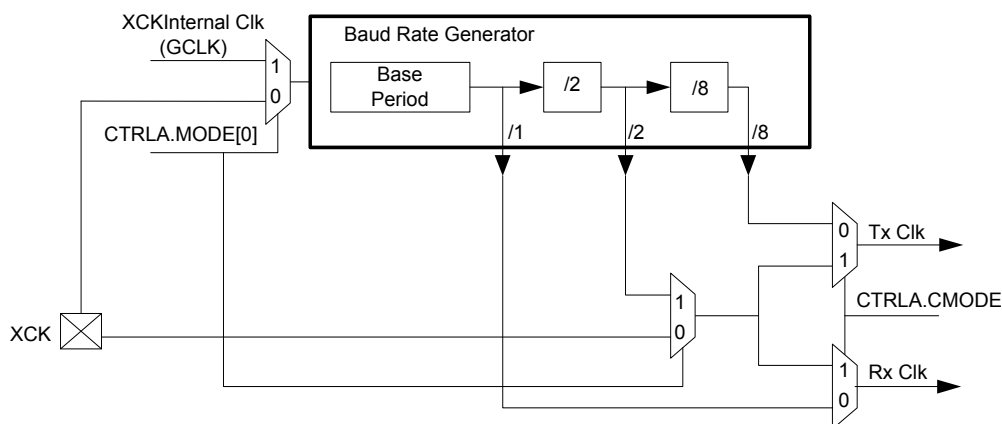 XCKInternal Clk
(GCLK)
1
0
CTRLA.MODE[0]
Baud Rate Generator
Base
Period
/2
/8
/1
/2
/8
0
1
Tx Clk
CTRLA.CMODE
1
0
XCK
1
0
Rx Clk